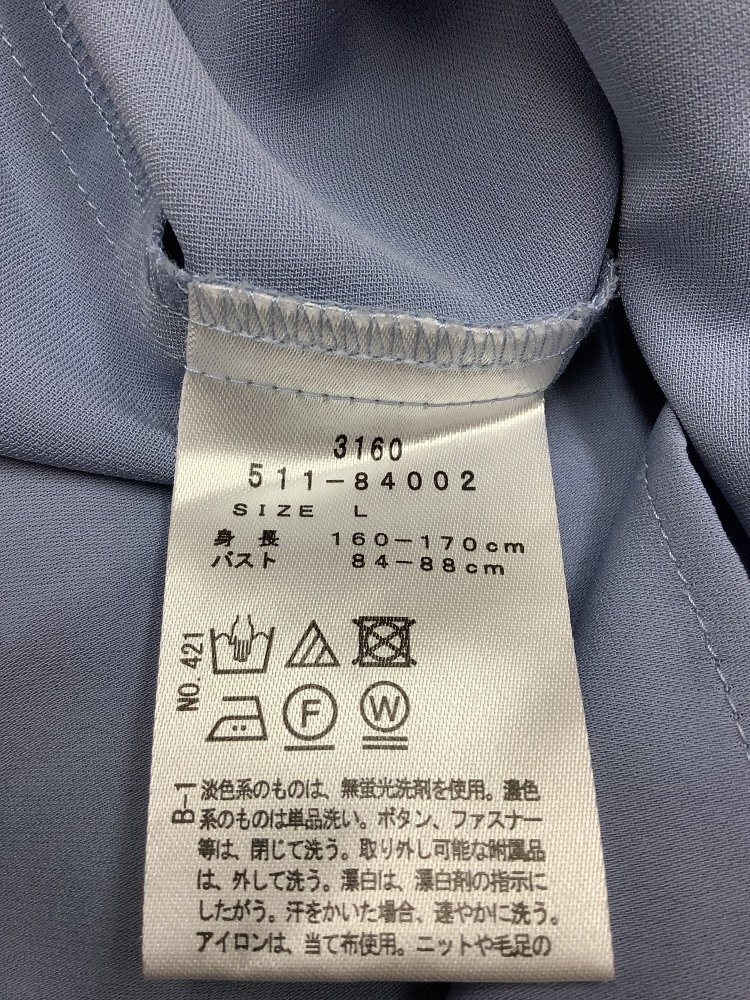 3160
511-84002
SIZE L
身長 160-170cm
バスト 84-88cm
NO.421
F
W
B-1
淡色系のものは、無蛍光洗剤を使用。濃色
系のものは単品洗い。ボタン、ファスナー
等は、閉じて洗う。取り外し可能な附属品
は、外して洗う。漂白は、漂白剤の指示に
したがう。汗をかいた場合、速やかに洗う。
アイロンは、当て布使用。ニットや毛足の